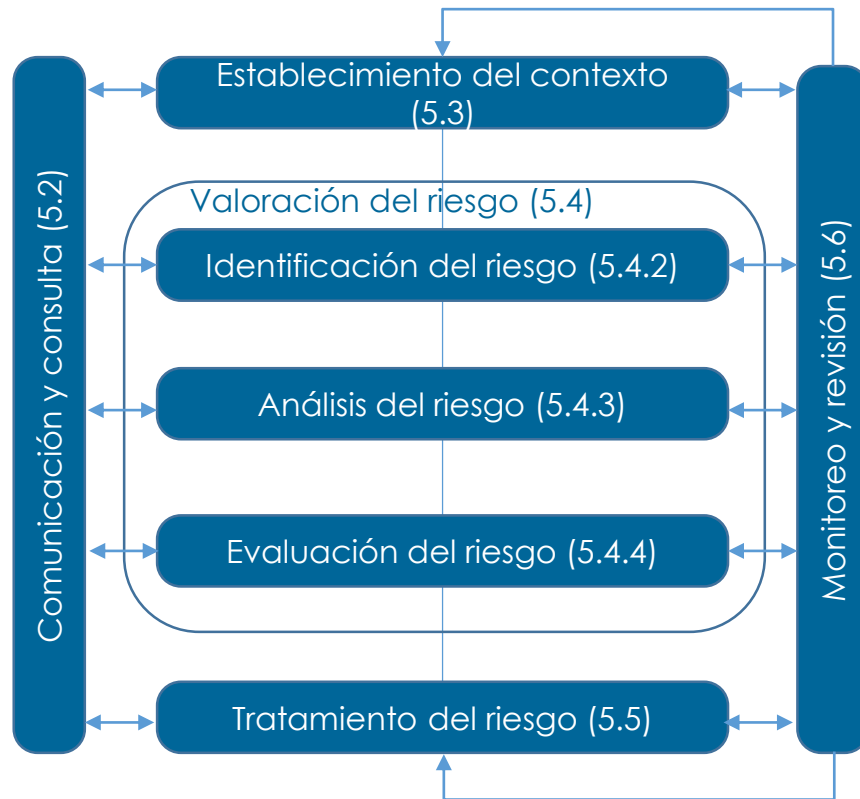 Establecimiento del contexto
(5.3)
Comunicación y consulta (5.2)
Valoración del riesgo (5.4)
Identificación del riesgo (5.4.2)
Análisis del riesgo (5.4.3)
Evaluación del riesgo (5.4.4)
Tratamiento del riesgo (5.5)
Monitoreo y revisión (5.6)